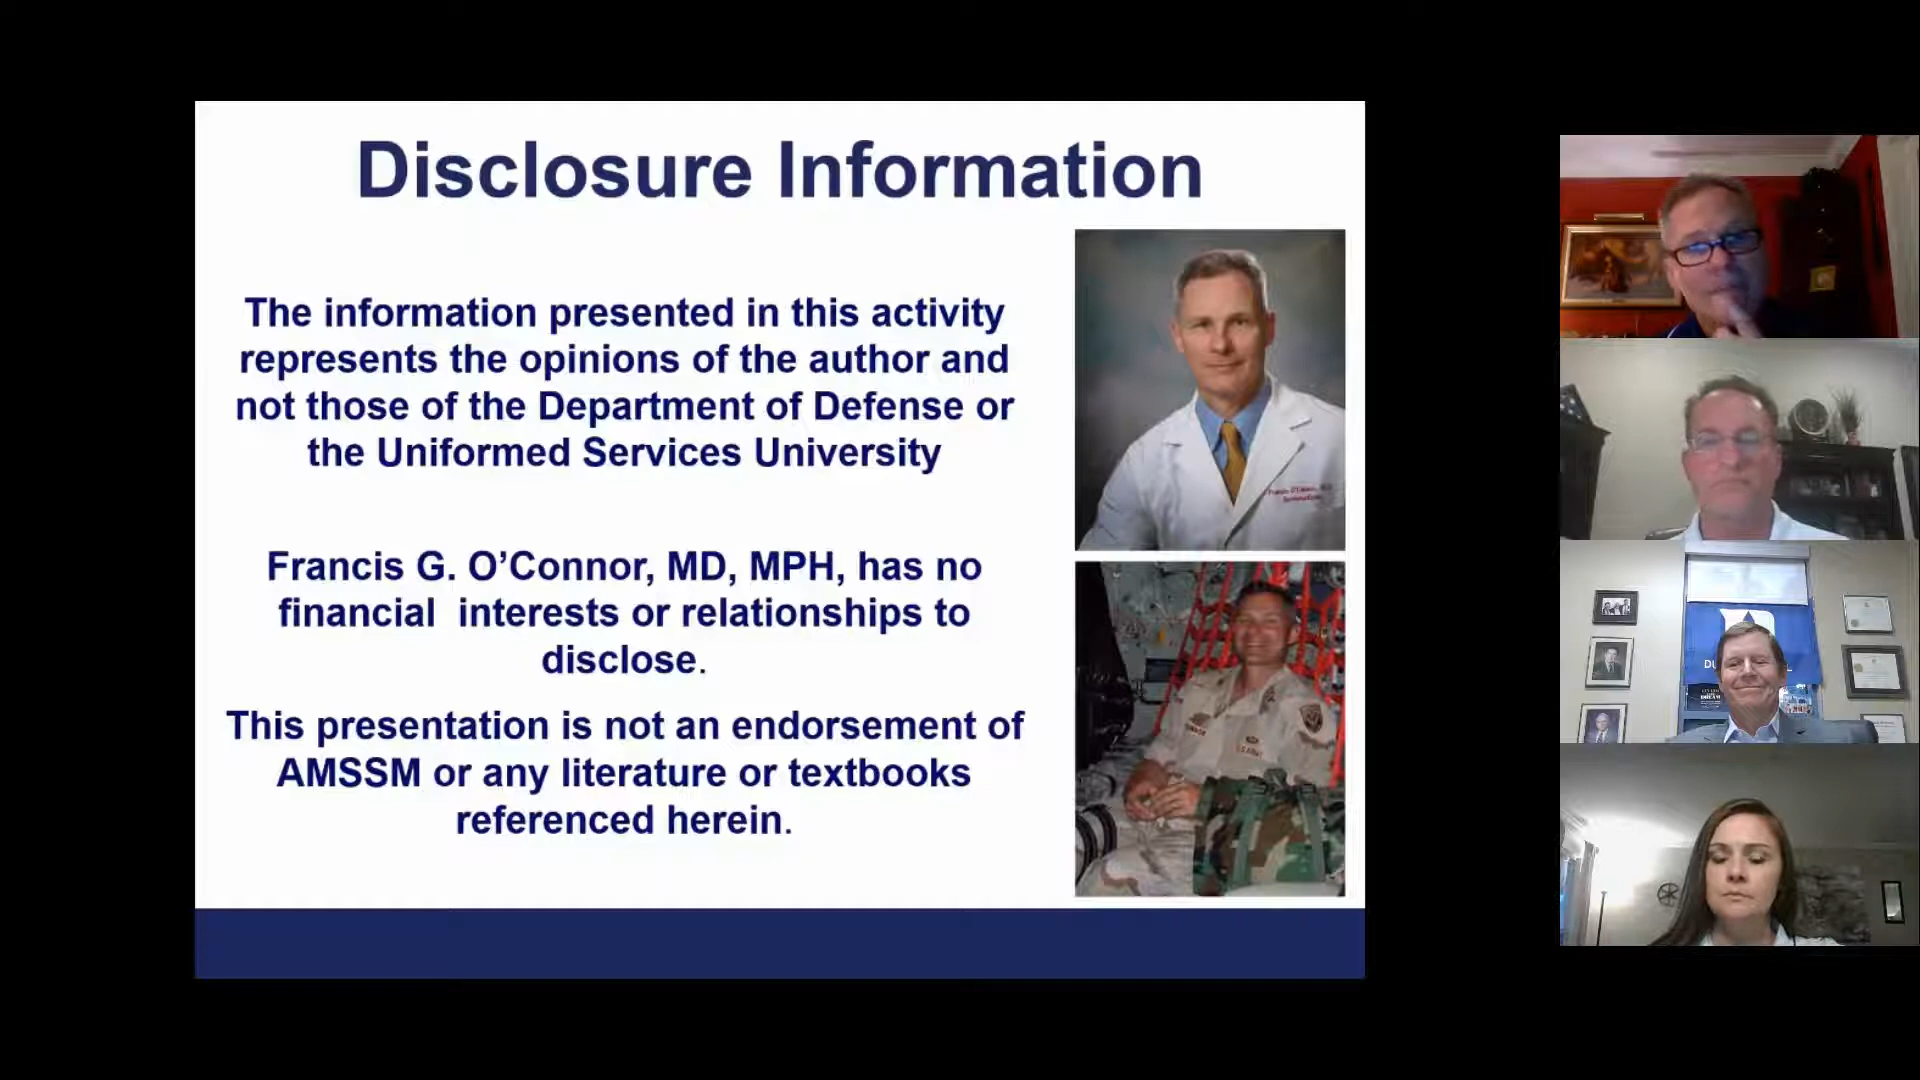 Disclosure Information
The information presented in this activity
represents the opinions of the author and
not those of the Department of Defense or
the Uniformed Services University
Francis G. O’Connor, MD, MPH, has no
financial interests or relationships to
disclose.
This presentation is not an endorsement of
AMSSM or any literature or textbooks
referenced herein.